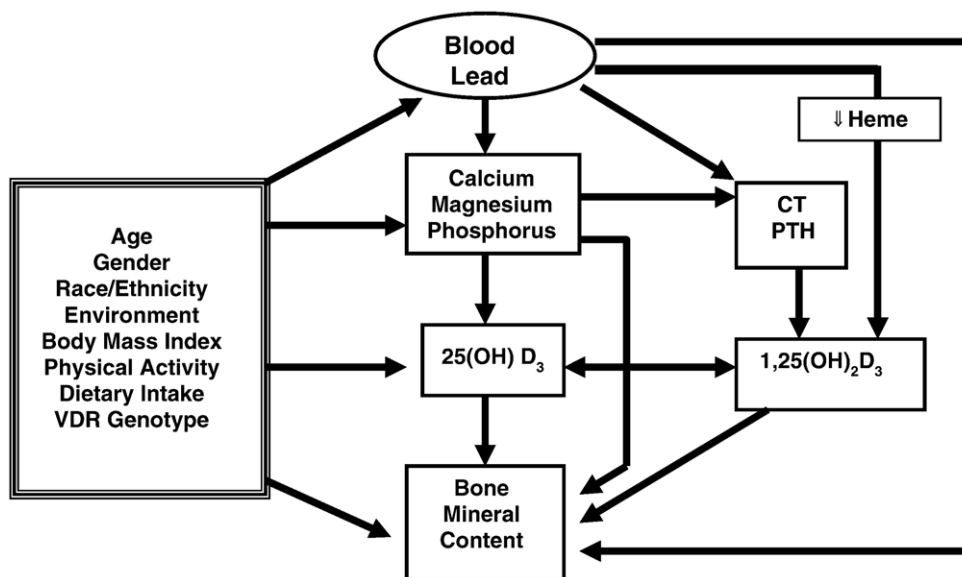 Blood
Lead
⇓Heme
Calcium
Magnesium
Phosphorus
CT
PTH
Age
Gender
Race/Ethnicity
Environment
Body Mass Index
Physical Activity
Dietary Intake
VDR Genotype
25(OH) D₃
1,25(OH)₂D₃
Bone
Mineral
Content